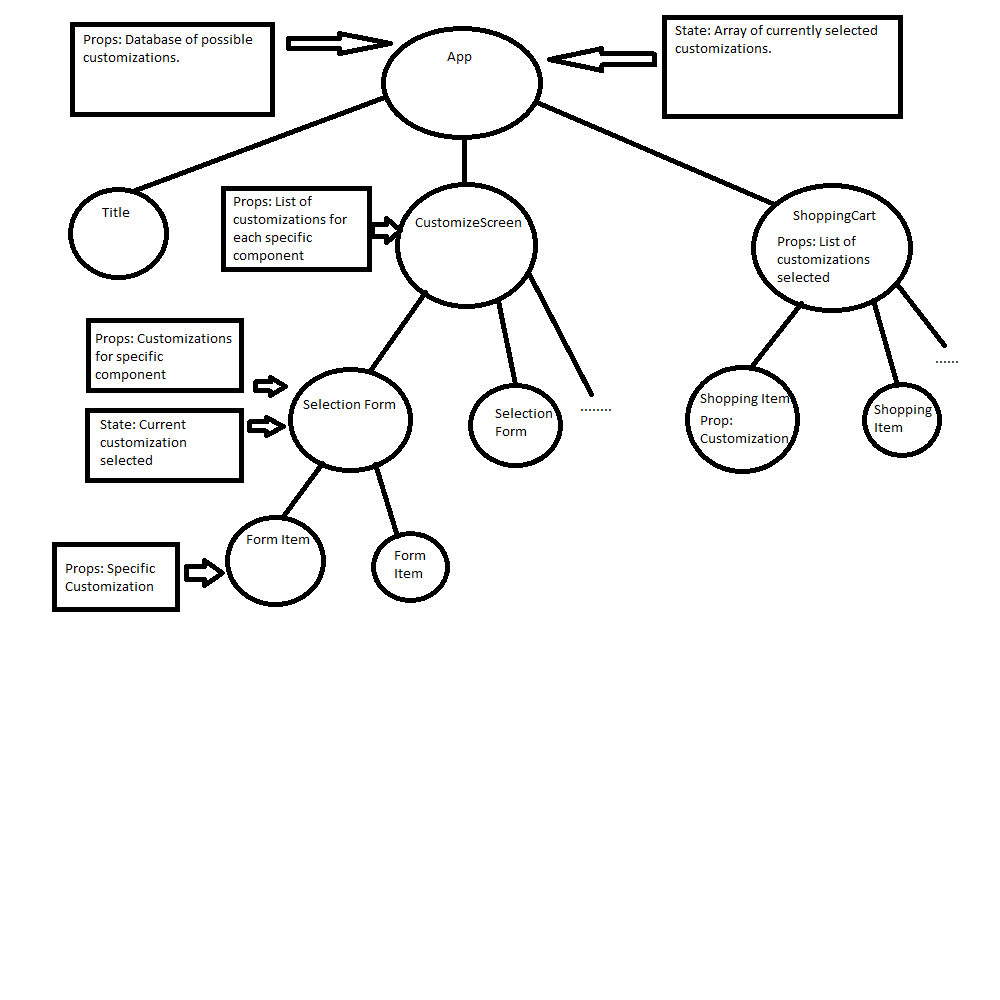 Props: Database of possible
customizations.
App
State: Array of currently selected
customizations.
Title
Props: List of
customizations for
each specific
component
CustomizeScreen
ShoppingCart
Props: List of
customizations
selected
Props: Customizations
for specific
component
State: Current
customization
selected
Selection Form
Selection
Form
........
Shopping Item
Prop:
Customization
Shopping
Item
......
Props: Specific
Customization
Form Item
Form
Item